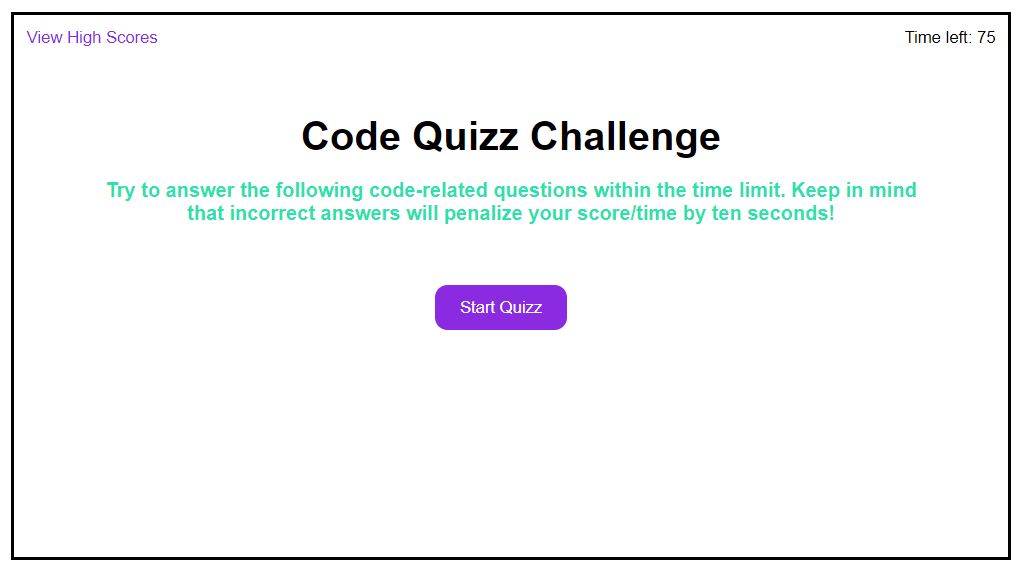 View High Scores
Time left: 75
Code Quizz Challenge
Try to answer the following code-related questions within the time limit. Keep in mind
that incorrect answers will penalize your score/time by ten seconds!
Start Quizz